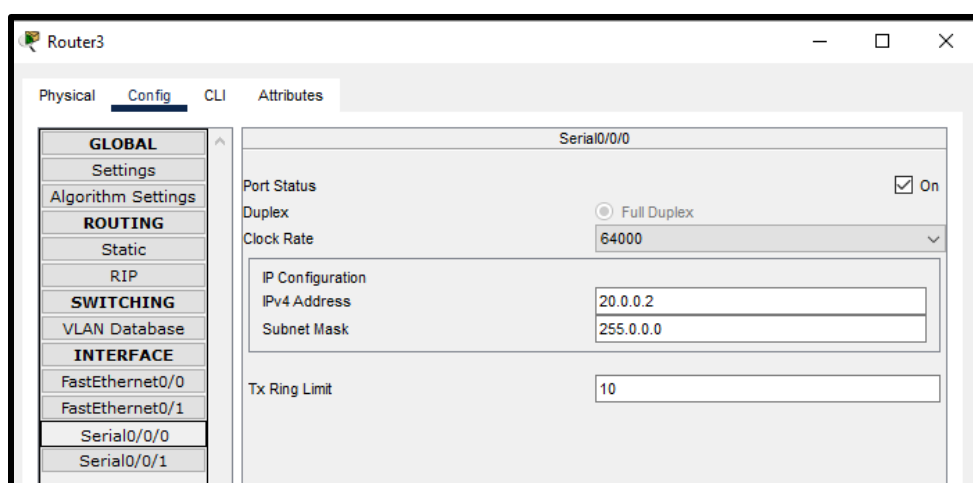 Router3
Physical Config CLI Attributes
GLOBAL
Settings
Algorithm Settings
ROUTING
Static
RIP
SWITCHING
VLAN Database
INTERFACE
FastEthernet0/0
FastEthernet0/1
Serial0/0/0
Serial0/0/1
Serial0/0/0
Port Status On
Duplex Full Duplex
Clock Rate 64000
IP Configuration
IPv4 Address 20.0.0.2
Subnet Mask 255.0.0.0
Tx Ring Limit 10